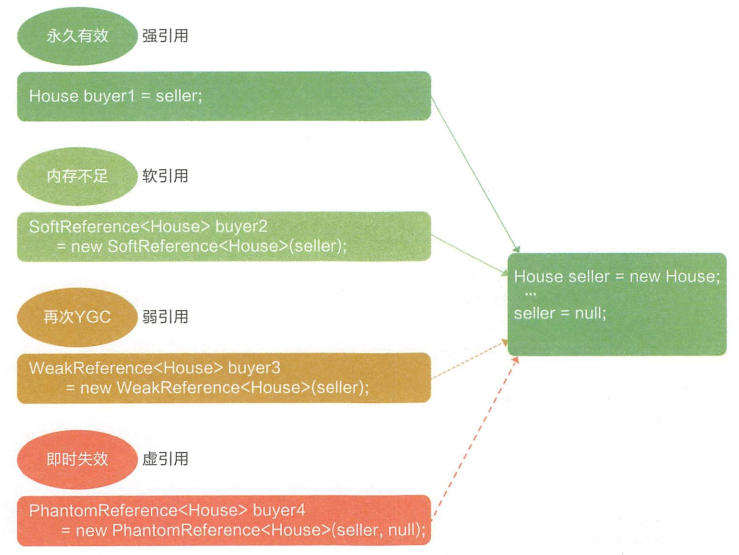 永久有效 强引用
House buyer1 = seller;
内存不足 软引用
SoftReference<House> buyer2
= new SoftReference<House>(seller);
House seller = new House;
...
seller = null;
再次YGC 弱引用
WeakReference<House> buyer3
= new WeakReference<House>(seller);
即时失效 虚引用
PhantomReference<House> buyer4
= new PhantomReference<House>(seller, null);